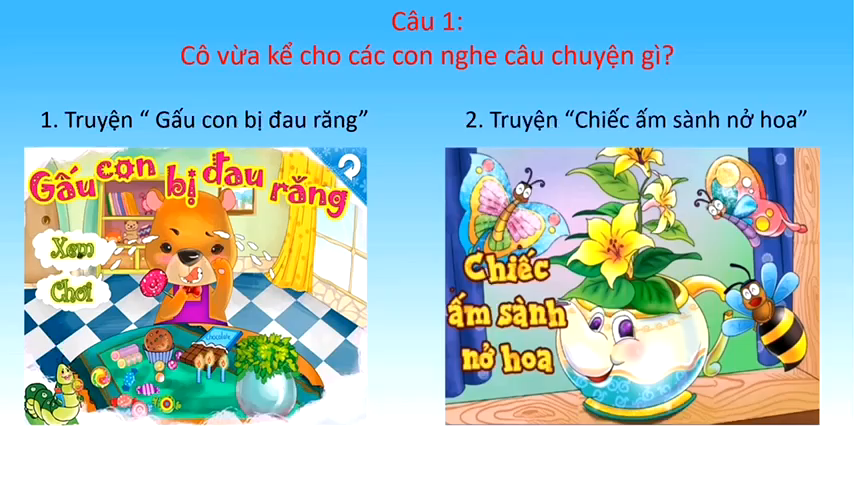 Câu 1:
Cô vừa kể cho các con nghe câu chuyện gì?
1. Truyện “ Gấu con bị đau răng”
2. Truyện “Chiếc ấm sành nở hoa”
Gấu con bị đau răng
Xem
Chơi
Chocolate
Chiếc
ấm sành
nở hoa